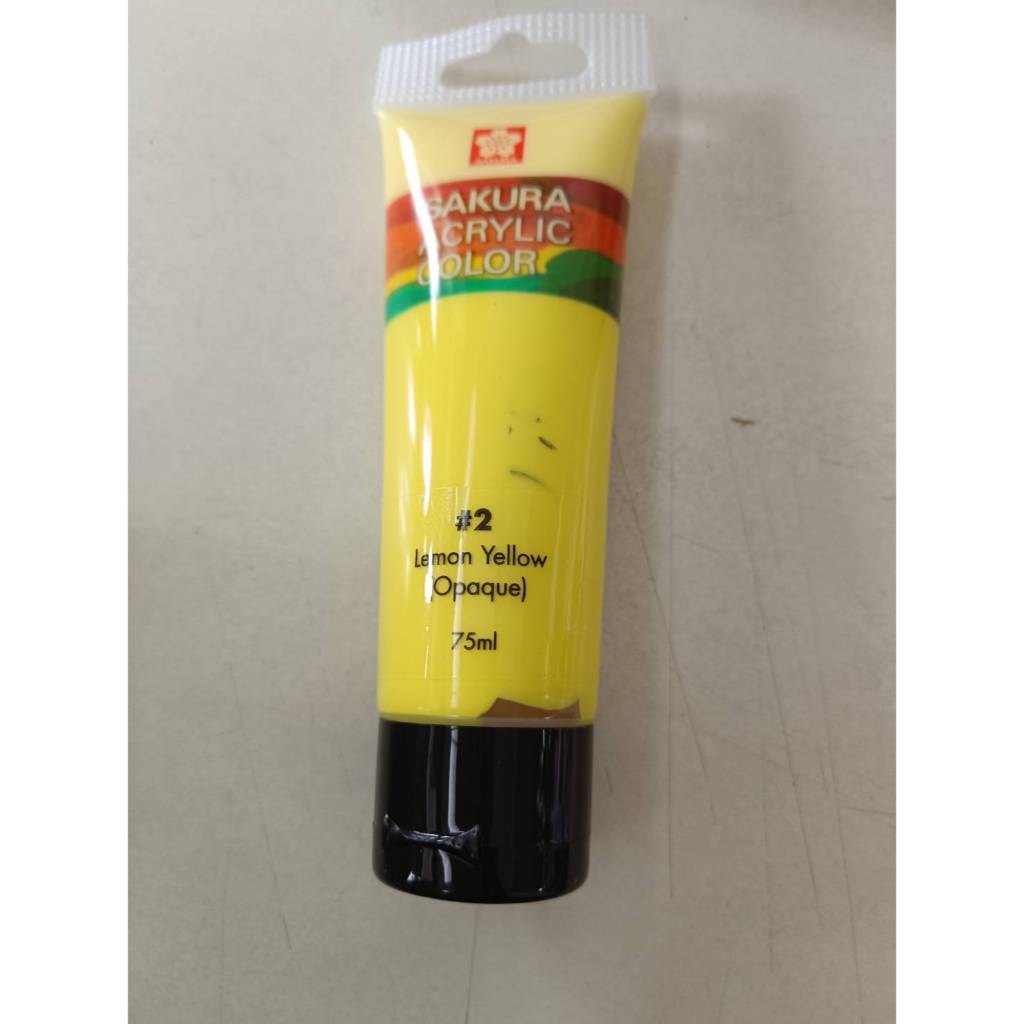 SAKURA
ACRYLIC
COLOR
#2
Lemon Yellow
(Opaque)
75ml